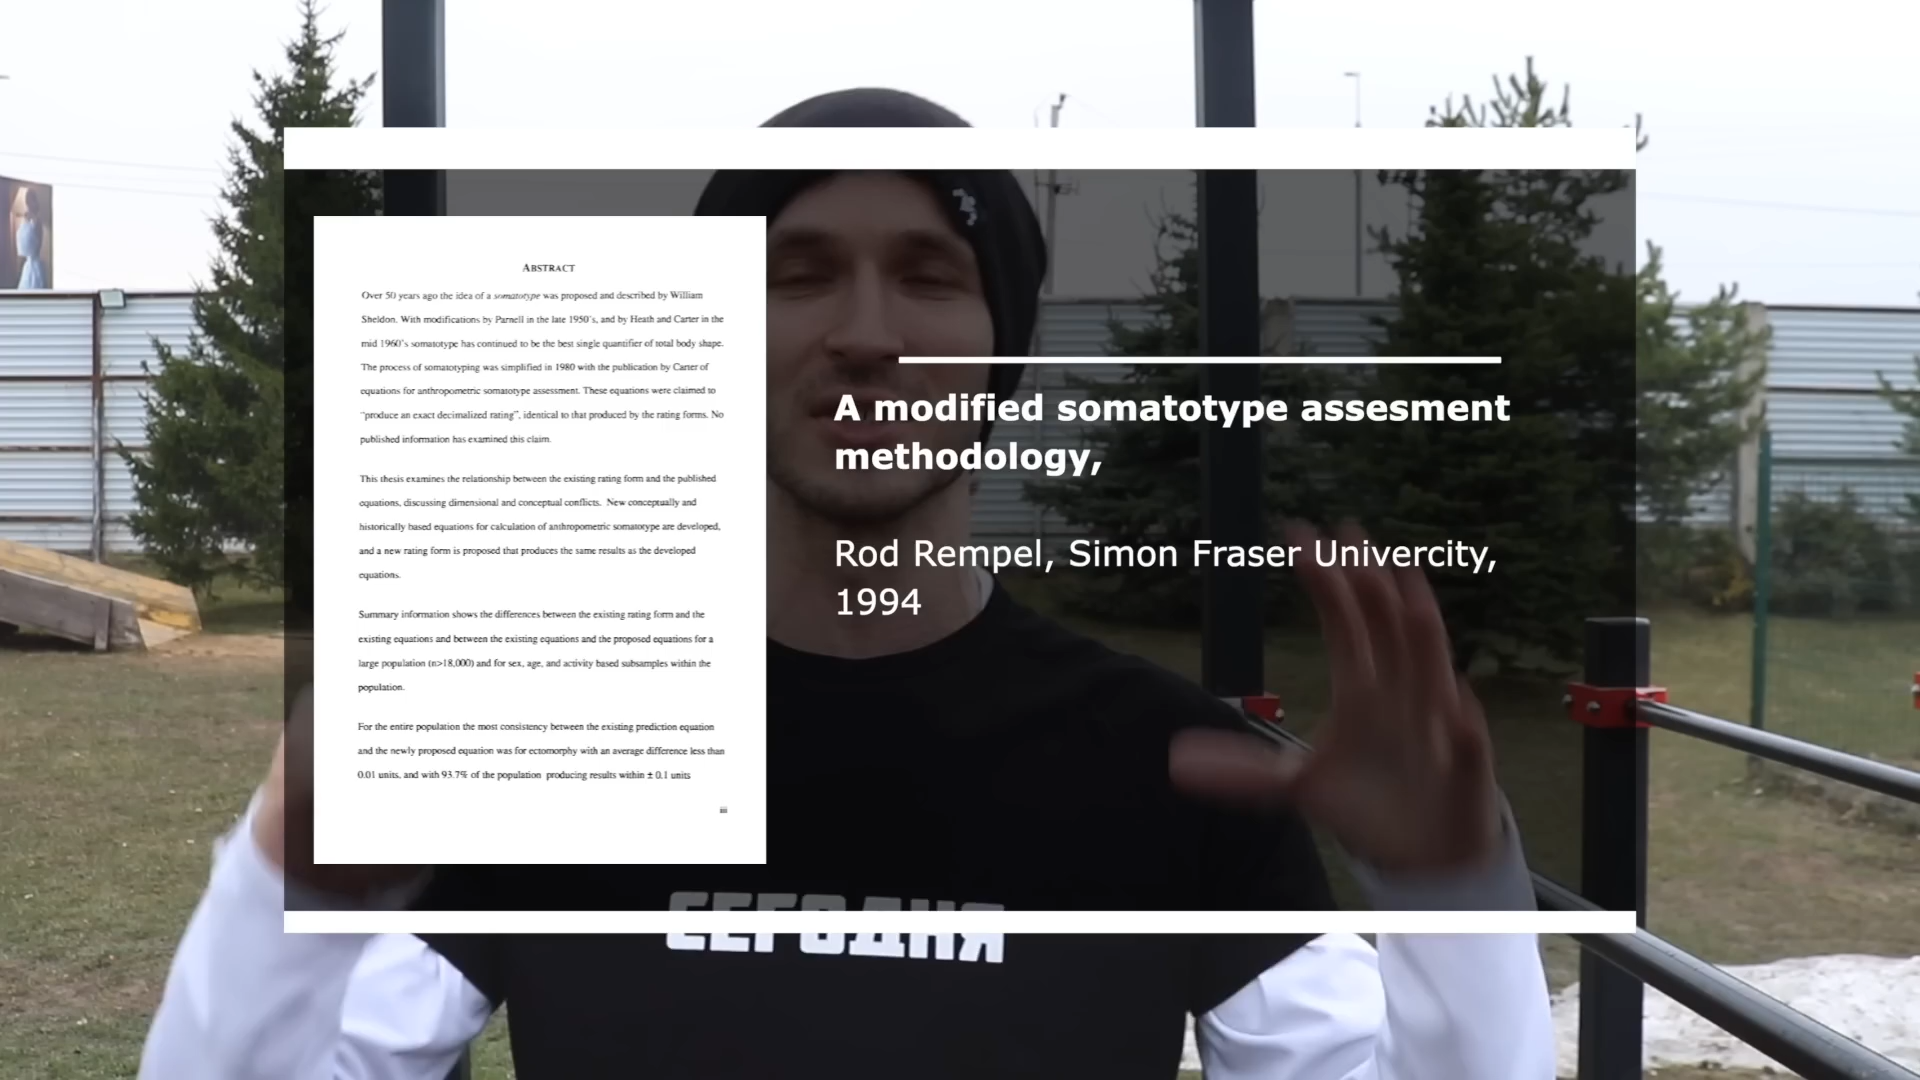 ABSTRACT
Over 50 years ago the idea of a somatotype was proposed and described by William
Sheldon. With modifications by Parnell in the late 1950's, and by Heath and Carter in the
mid 1960's somatotype has continued to be the best single quantifier of total body shape.
The process of somatotyping was simplified in 1980 with the publication by Carter of
equations for anthropometric somatotype assessment. These equations were claimed to
"produce an exact decimalized rating", identical to that produced by the rating forms. No
published information has examined this claim.
This thesis examines the relationship between the existing rating form and the published
equations, discussing dimensional and conceptual conflicts. New conceptually and
historically based equations for calculation of anthropometric somatotype are developed,
and a new rating form is proposed that produces the same results as the developed
equations.
Summary information shows the differences between the existing rating form and the
existing equations and between the existing equations and the proposed equations for a
large population (n>18,000) and for sex, age, and activity based subsamples within the
population.
For the entire population the most consistency between the existing prediction equation
and the newly proposed equation was for ectomorphy with an average difference less than
0.01 units, and with 93.7% of the population producing results within ± 0.1 units
iii
A modified somatotype assesment
methodology,
Rod Rempel, Simon Fraser Univercity,
1994
СЕГОДНЯ